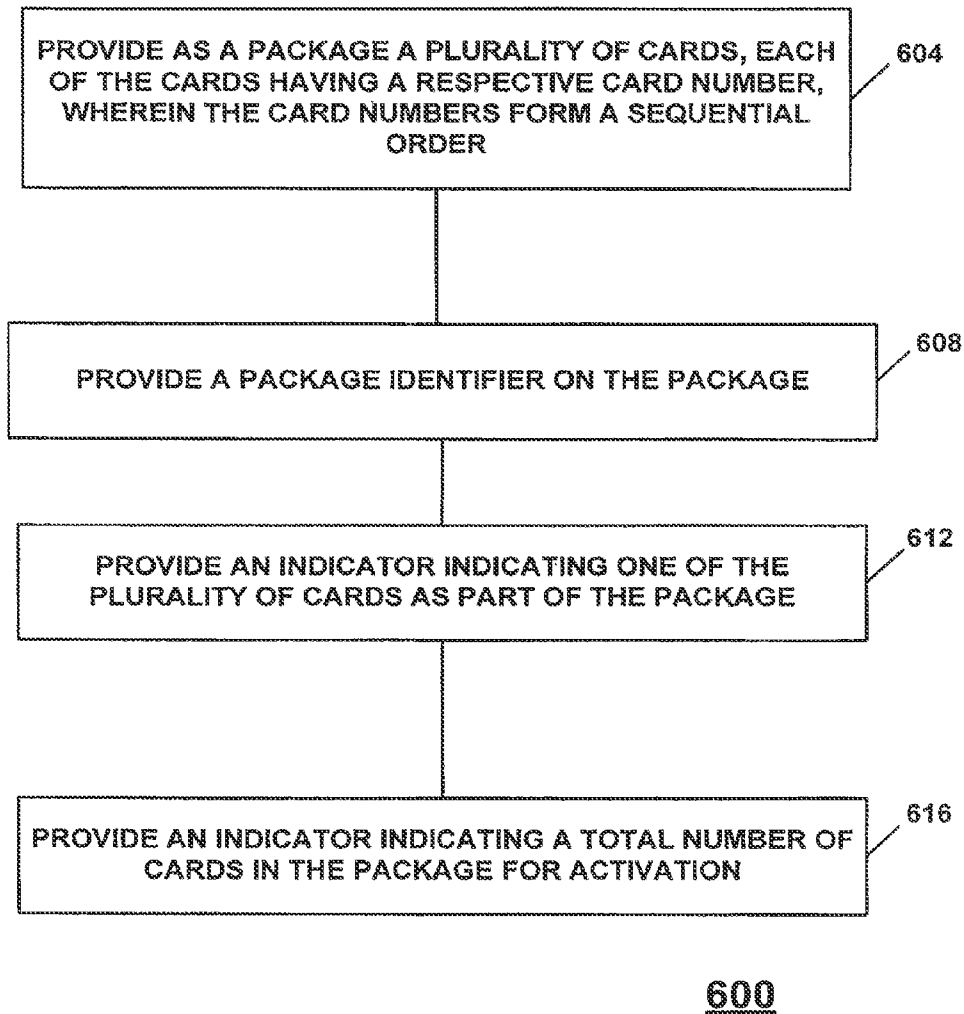 PROVIDE AS A PACKAGE A PLURALITY OF CARDS, EACH
OF THE CARDS HAVING A RESPECTIVE CARD NUMBER,
WHEREIN THE CARD NUMBERS FORM A SEQUENTIAL
ORDER
604
PROVIDE A PACKAGE IDENTIFIER ON THE PACKAGE
608
PROVIDE AN INDICATOR INDICATING ONE OF THE
PLURALITY OF CARDS AS PART OF THE PACKAGE
612
PROVIDE AN INDICATOR INDICATING A TOTAL NUMBER OF
CARDS IN THE PACKAGE FOR ACTIVATION
616
600